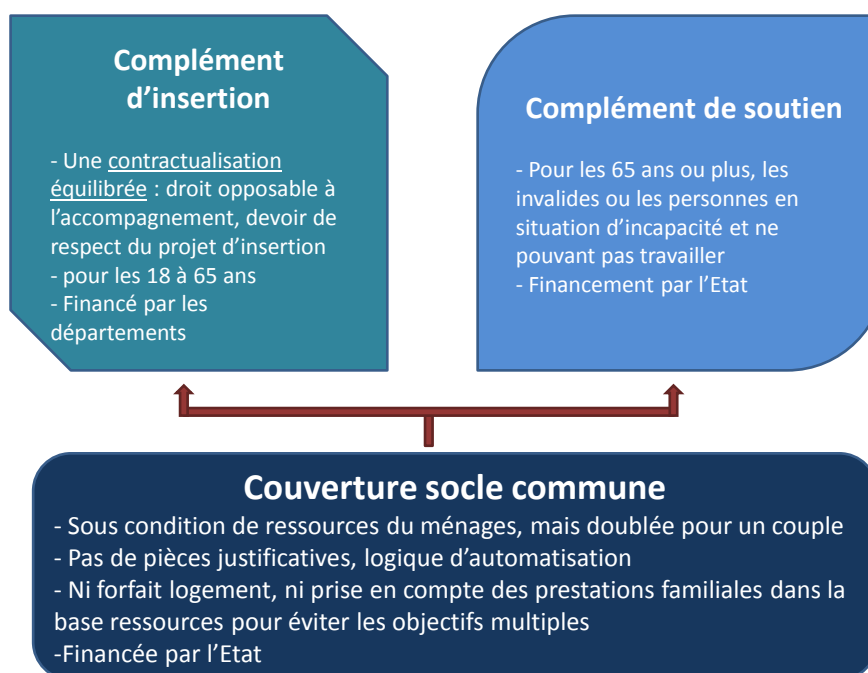 Complément
d'insertion
- Une contractualisation
équilibrée : droit opposable à
l'accompagnement, devoir de
respect du projet d'insertion
- pour les 18 à 65 ans
- Financé par les
départements
Complément de soutien
- Pour les 65 ans ou plus, les
invalides ou les personnes en
situation d'incapacité et ne
pouvant pas travailler
- Financement par l'Etat
Couverture socle commune
- Sous condition de ressources du ménages, mais doublée pour un couple
- Pas de pièces justificatives, logique d'automatisation
- Ni forfait logement, ni prise en compte des prestations familiales dans la
base ressources pour éviter les objectifs multiples
-Financée par l'Etat